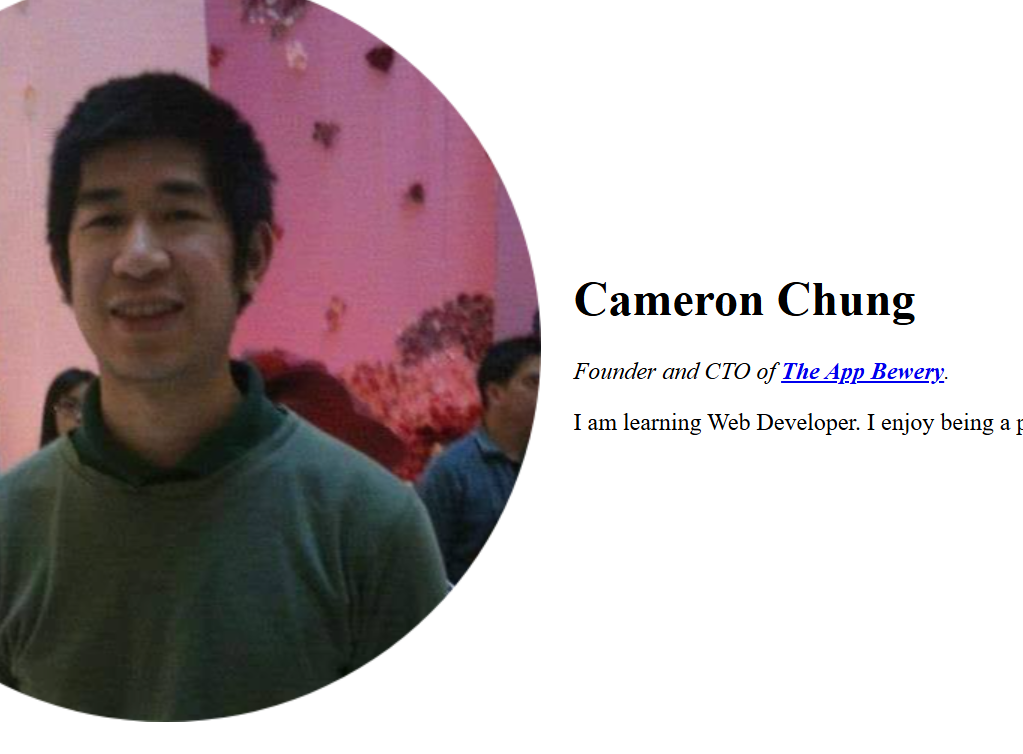 Cameron Chung
Founder and CTO of The App Bewery.
I am learning Web Developer. I enjoy being a